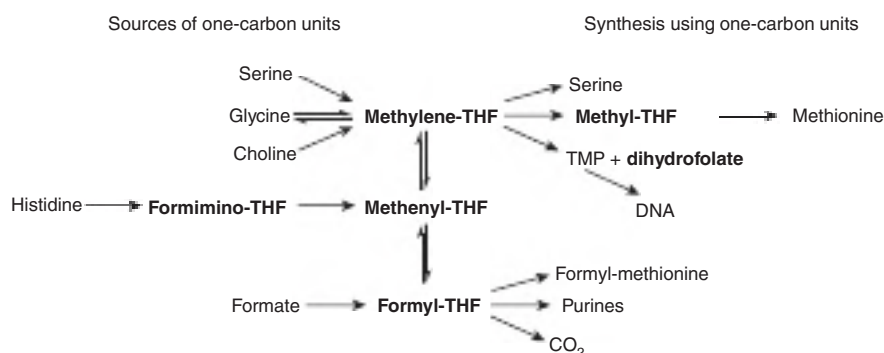 Sources of one-carbon units
Synthesis using one-carbon units
Serine
Serine
Glycine
Methylene-THF
Methyl-THF
Methionine
Choline
TMP + dihydrofolate
DNA
Histidine
Formimino-THF
Methenyl-THF
Formyl-methionine
Formate
Formyl-THF
Purines
CO₂